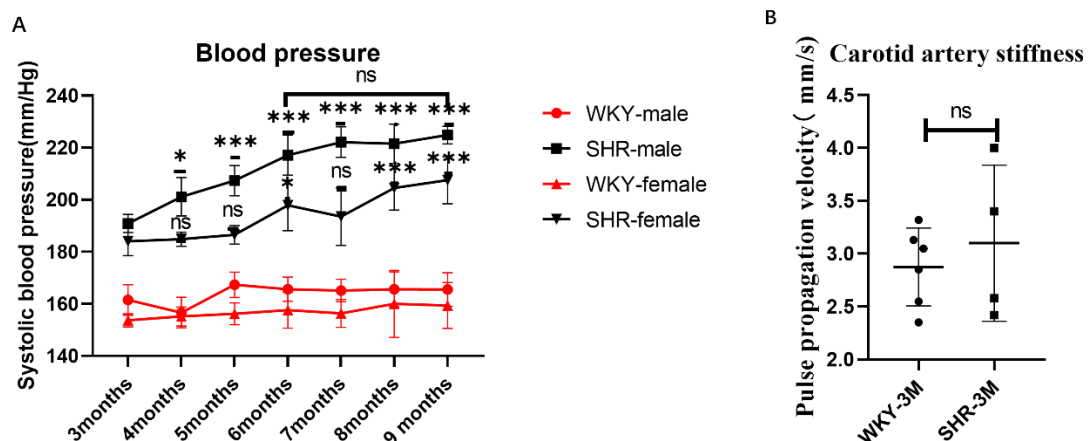 A
Blood pressure
Systolic blood pressure(mm/Hg)
240
220
200
180
160
140
ns
*
***
***
***
***
***
ns
ns
*
ns
***
***
3months
4months
5months
6months
7months
8months
9 months
WKY-male
SHR-male
WKY-female
SHR-female
B
Carotid artery stiffness
Pulse propagation velocity( mm/s)
4.5
4.0
3.5
3.0
2.5
2.0
ns
WKY-3M
SHR-3M